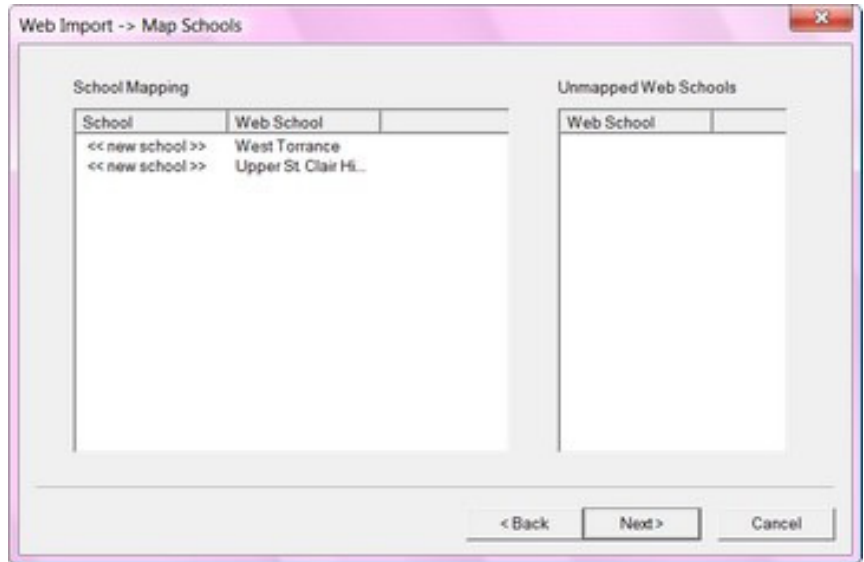 Web Import -> Map Schools
School Mapping
Unmapped Web Schools
School Web School
Web School
<< new school >> West Torrance
<< new school >> Upper St. Clair Hi...
< Back Next > Cancel